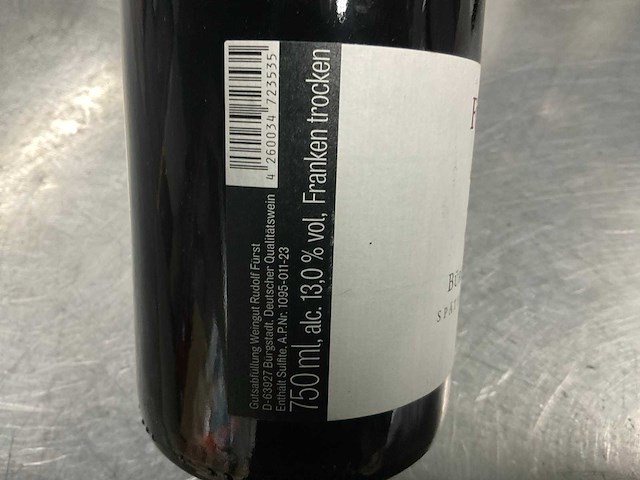 4 260034 723535
Gutsabfüllung Weingut Rudolf Fürst
D-63927 Bürgstadt, Deutscher Qualitätswein
Enthält Sulfite, A.P.Nr. 1095-011-23
750 ml, alc. 13,0 % vol, Franken trocken